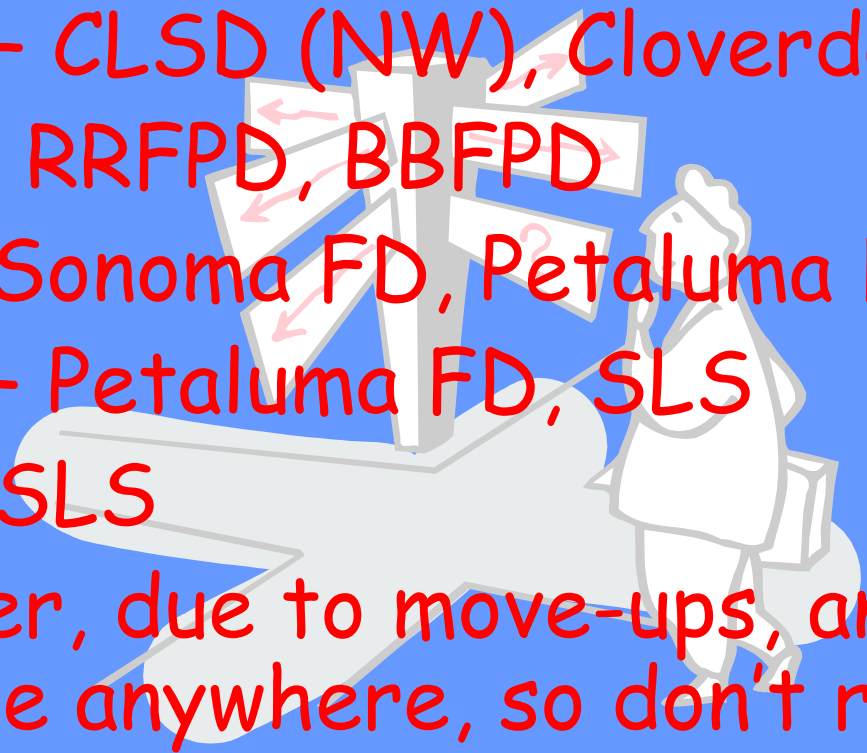 - CLSD (NW), Cloverd
RRFPD, BBFPD
Sonoma FD, Petaluma
- Petaluma FD, SLS
SLS
er, due to move-ups, a
e anywhere, so don't
?